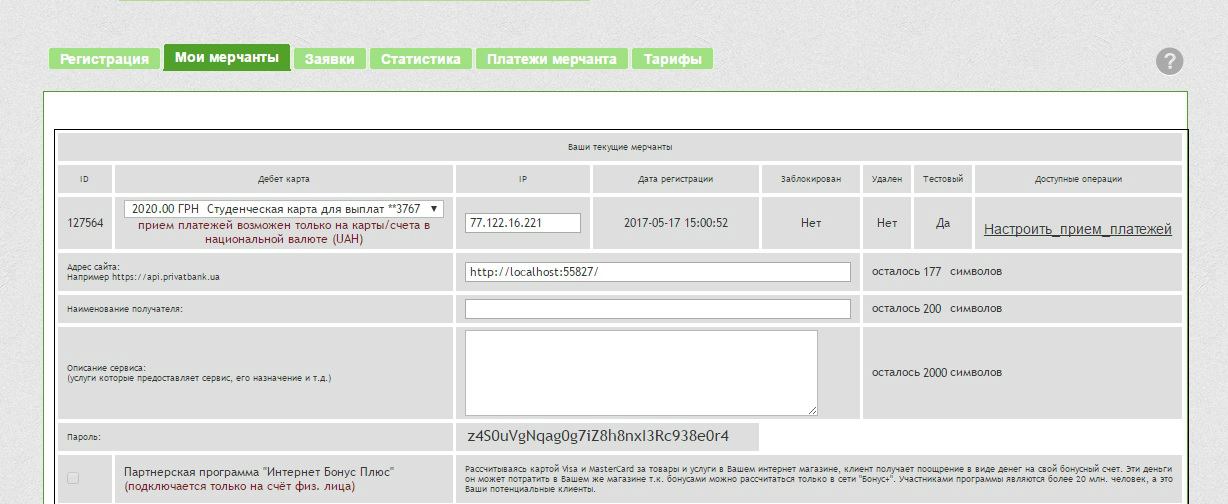 Регистрация Мои мерчанты Заявки Статистика Платежи мерчанта Тарифы ?
Ваши текущие мерчанты
ID Дебет карта IP Дата регистрации Заблокирован Удален Тестовый Доступные операции
127564 2020.00 ГРН Студенческая карта для выплат **3767 ▼ 77.122.16.221 2017-05-17 15:00:52 Нет Нет Да Настроить_прием_платежей
прием платежей возможен только на карты/счета в
национальной валюте (UAH)
Адрес сайта:
Например https://api.privatbank.ua
http://localhost:55827/ осталось 177 символов
Наименование получателя: осталось 200 символов
Описание сервиса:
(услуги которые предоставляет сервис, его назначение и т.д.)
осталось 2000 символов
Пароль: z4S0uVgNqag0g7iZ8h8nxI3Rc938e0r4
Партнерская программа "Интернет Бонус Плюс"
(подключается только на счёт физ. лица)
Рассчитываясь картой Visa и MasterCard за товары и услуги в Вашем интернет магазине, клиент получает поощрение в виде денег на свой бонусный счет. Эти деньги
он может потратить в Вашем же магазине т.к. бонусами можно рассчитаться только в сети "Бонус+". Участниками программы являются более 20 млн. человек, а это
Ваши потенциальные клиенты.